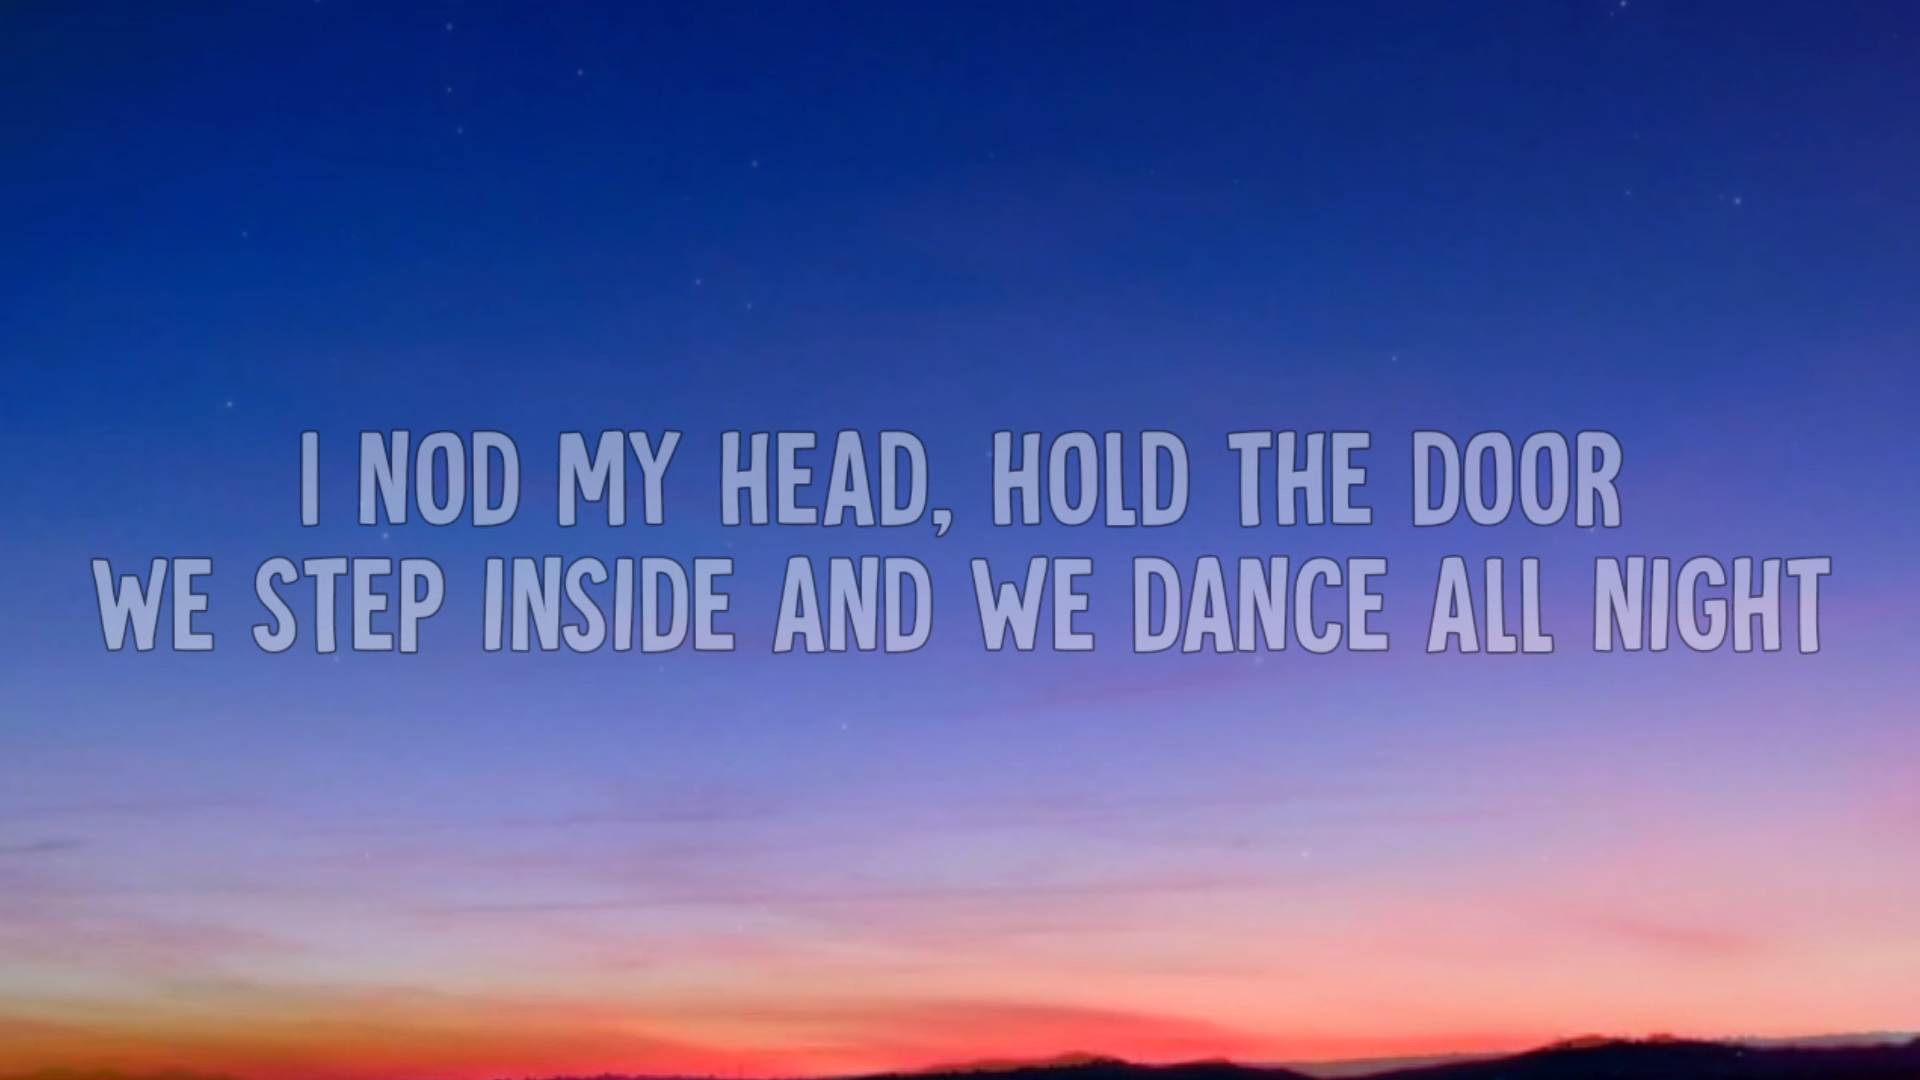 I NOD MY HEAD, HOLD THE DOOR
WE STEP INSIDE AND WE DANCE ALL NIGHT